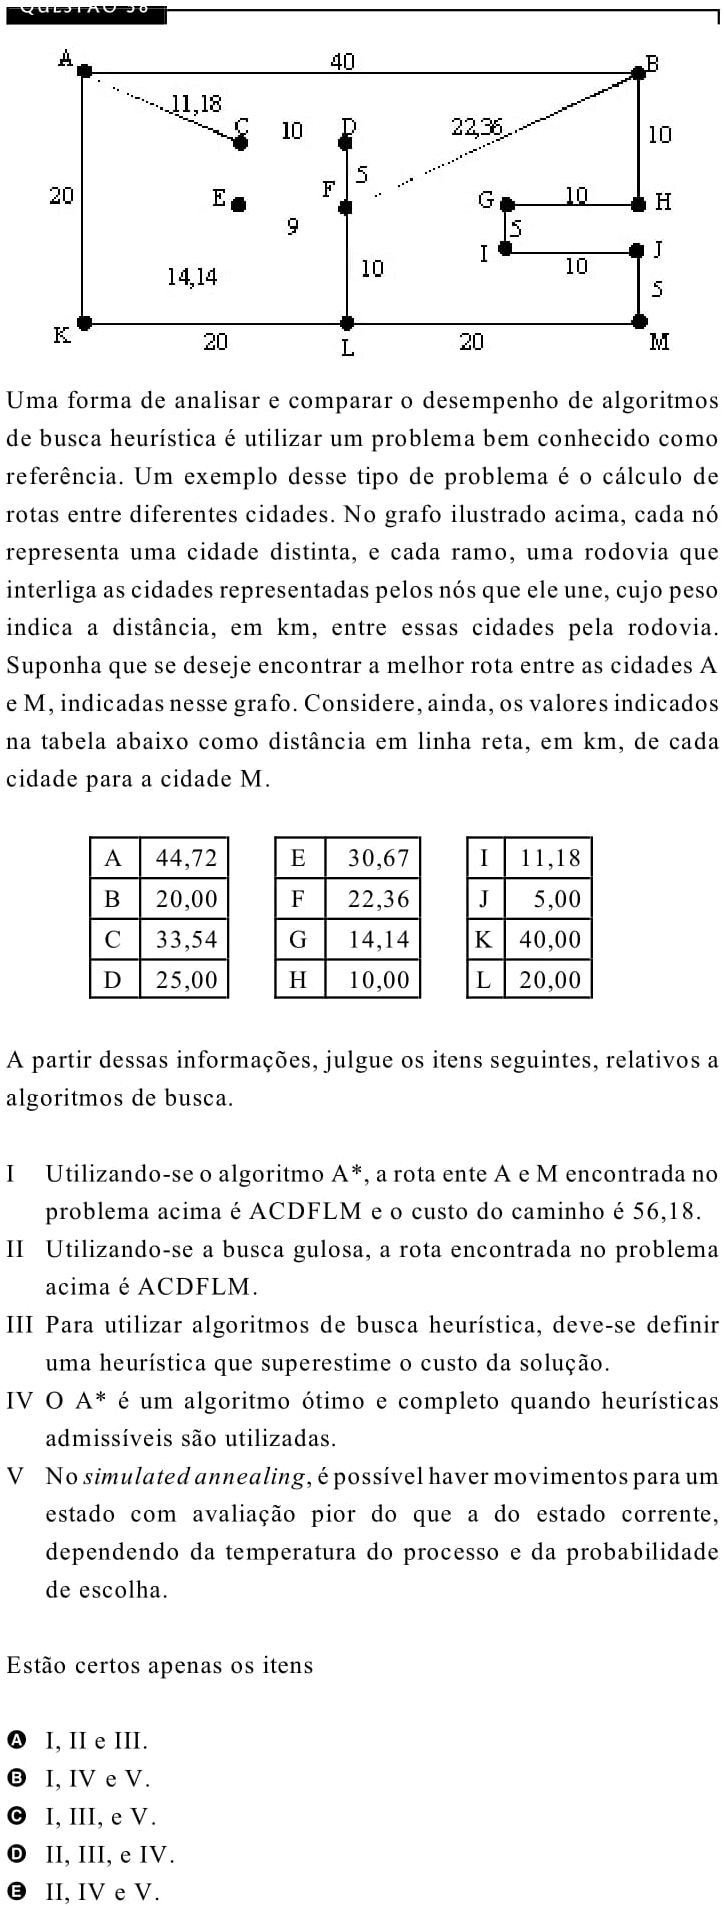 QUESTÃO 38
A
40
B
11,18
C
10
D
22,36
10
20
E
F
5
G
10
H
9
5
I
J
14,14
10
10
5
K
20
L
20
M
Uma forma de analisar e comparar o desempenho de algoritmos
de busca heurística é utilizar um problema bem conhecido como
referência. Um exemplo desse tipo de problema é o cálculo de
rotas entre diferentes cidades. No grafo ilustrado acima, cada nó
representa uma cidade distinta, e cada ramo, uma rodovia que
interliga as cidades representadas pelos nós que ele une, cujo peso
indica a distância, em km, entre essas cidades pela rodovia.
Suponha que se deseje encontrar a melhor rota entre as cidades A
e M, indicadas nesse grafo. Considere, ainda, os valores indicados
na tabela abaixo como distância em linha reta, em km, de cada
cidade para a cidade M.
A 44,72 E 30,67 I 11,18
B 20,00 F 22,36 J 5,00
C 33,54 G 14,14 K 40,00
D 25,00 H 10,00 L 20,00
A partir dessas informações, julgue os itens seguintes, relativos a
algoritmos de busca.
I Utilizando-se o algoritmo A*, a rota ente A e M encontrada no
problema acima é ACDFLM e o custo do caminho é 56,18.
II Utilizando-se a busca gulosa, a rota encontrada no problema
acima é ACDFLM.
III Para utilizar algoritmos de busca heurística, deve-se definir
uma heurística que superestime o custo da solução.
IV O A* é um algoritmo ótimo e completo quando heurísticas
admissíveis são utilizadas.
V No simulated annealing, é possível haver movimentos para um
estado com avaliação pior do que a do estado corrente,
dependendo da temperatura do processo e da probabilidade
de escolha.
Estão certos apenas os itens
A I, II e III.
B I, IV e V.
C I, III, e V.
D II, III, e IV.
E II, IV e V.